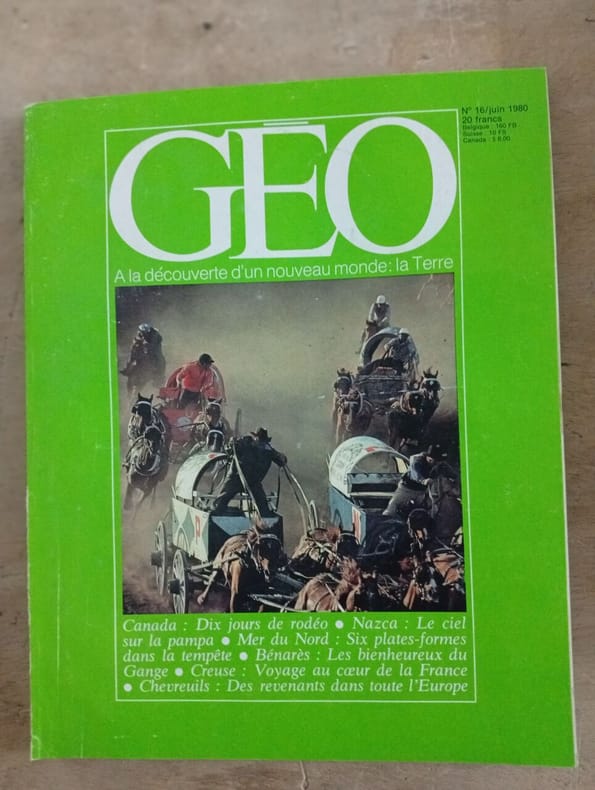 N° 16/juin 1980
20 francs
Belgique : 160 FB
Suisse : 10 FS
Canada : $ 6.00
GĒO
A la découverte d'un nouveau monde: la Terre
Canada : Dix jours de rodéo ● Nazca : Le ciel
sur la pampa ● Mer du Nord : Six plates-formes
dans la tempête ● Bénarès : Les bienheureux du
Gange ● Creuse : Voyage au cœur de la France
● Chevreuils : Des revenants dans toute l'Europe